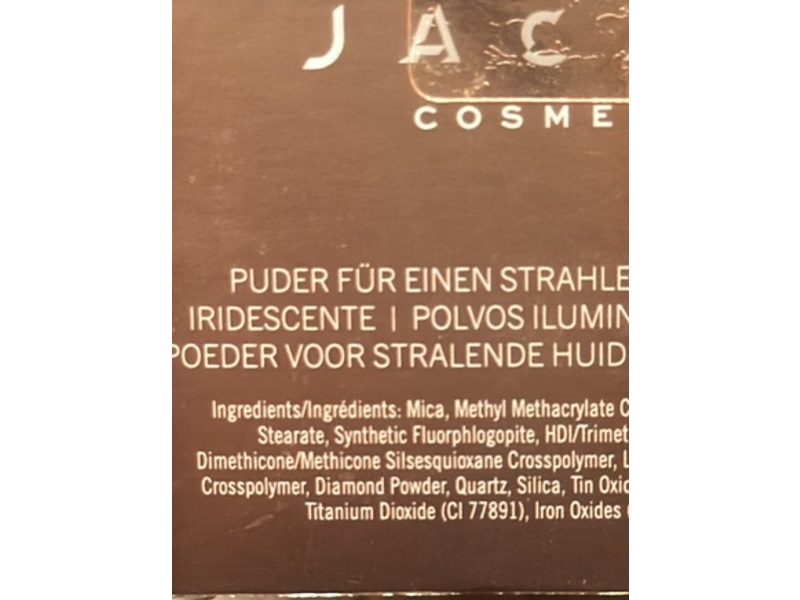 JAC
COSME
PUDER FÜR EINEN STRAHLE
IRIDESCENTE | POLVOS ILUMIN
POEDER VOOR STRALENDE HUID
Ingredients/Ingrédients: Mica, Methyl Methacrylate C
Stearate, Synthetic Fluorphlogopite, HDI/Trimet
Dimethicone/Methicone Silsesquioxane Crosspolymer, L
Crosspolymer, Diamond Powder, Quartz, Silica, Tin Oxid
Titanium Dioxide (CI 77891), Iron Oxides (